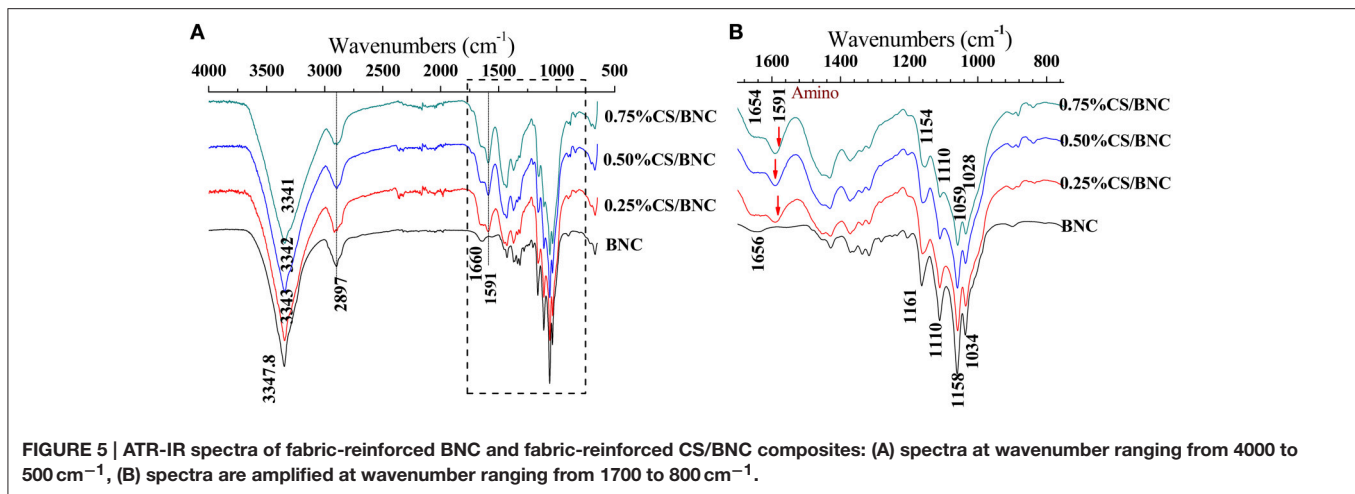 A
Wavenumbers (cm-1)
4000 3500 3000 2500 2000 1500 1000 500
0.75%CS/BNC
0.50%CS/BNC
0.25%CS/BNC
BNC
3341
3342
3343
3347.8
2897
1660
1591
B
Wavenumbers (cm-1)
1600 1400 1200 1000 800
Amino
1654
1591
1154
1110
1059
1028
0.75%CS/BNC
0.50%CS/BNC
0.25%CS/BNC
BNC
1656
1161
1110
1158
1034
FIGURE 5 | ATR-IR spectra of fabric-reinforced BNC and fabric-reinforced CS/BNC composites: (A) spectra at wavenumber ranging from 4000 to
500 cm−1, (B) spectra are amplified at wavenumber ranging from 1700 to 800 cm−1.